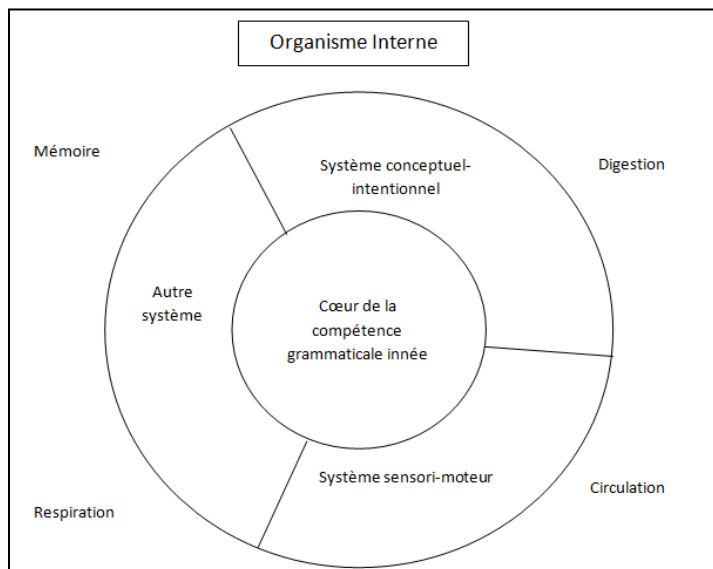 Organisme Interne
Mémoire
Système conceptuel-
intentionnel
Digestion
Autre
système
Cœur de la
compétence
grammaticale innée
Système sensori-moteur
Respiration
Circulation